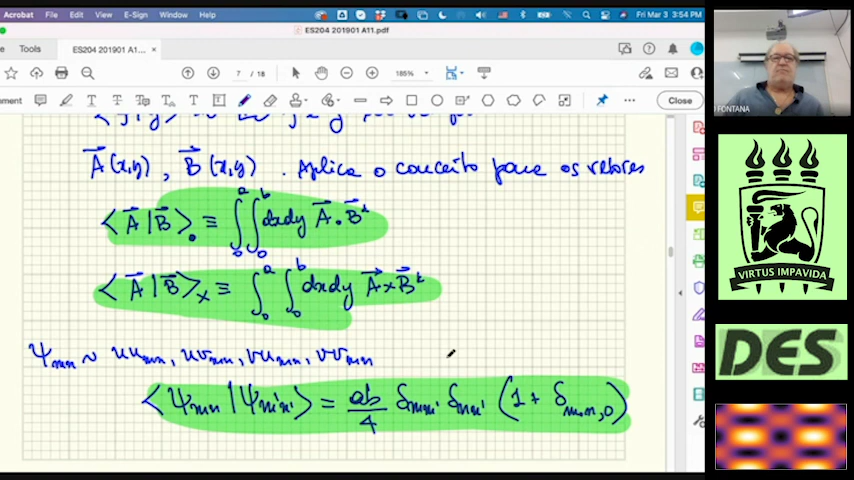 Acrobat File Edit View E-Sign Window Help Fri Mar 3 3:54 PM
ES204 201901 A11.pdf
Tools ES204 201901 A1... ×
7 / 18 185%
mment Close
A⃗(x,y), B⃗(x,y). Aplica o conceito para os vetores
⟨A⃗|B⃗⟩. ≡ ∫₀ᵃ∫₀ᵇ dxdy A⃗·B⃗*
⟨A⃗|B⃗⟩ₓ ≡ ∫₀ᵃ∫₀ᵇ dxdy A⃗×B⃗*
Ψmn ~ uumn, uvmn, vumn, vvmn
⟨Ψmn|Ψm'n'⟩ = ab/4 δmm' δnn' (1 + δm·n,0)
FONTANA
VIRTUS IMPAVIDA
DES